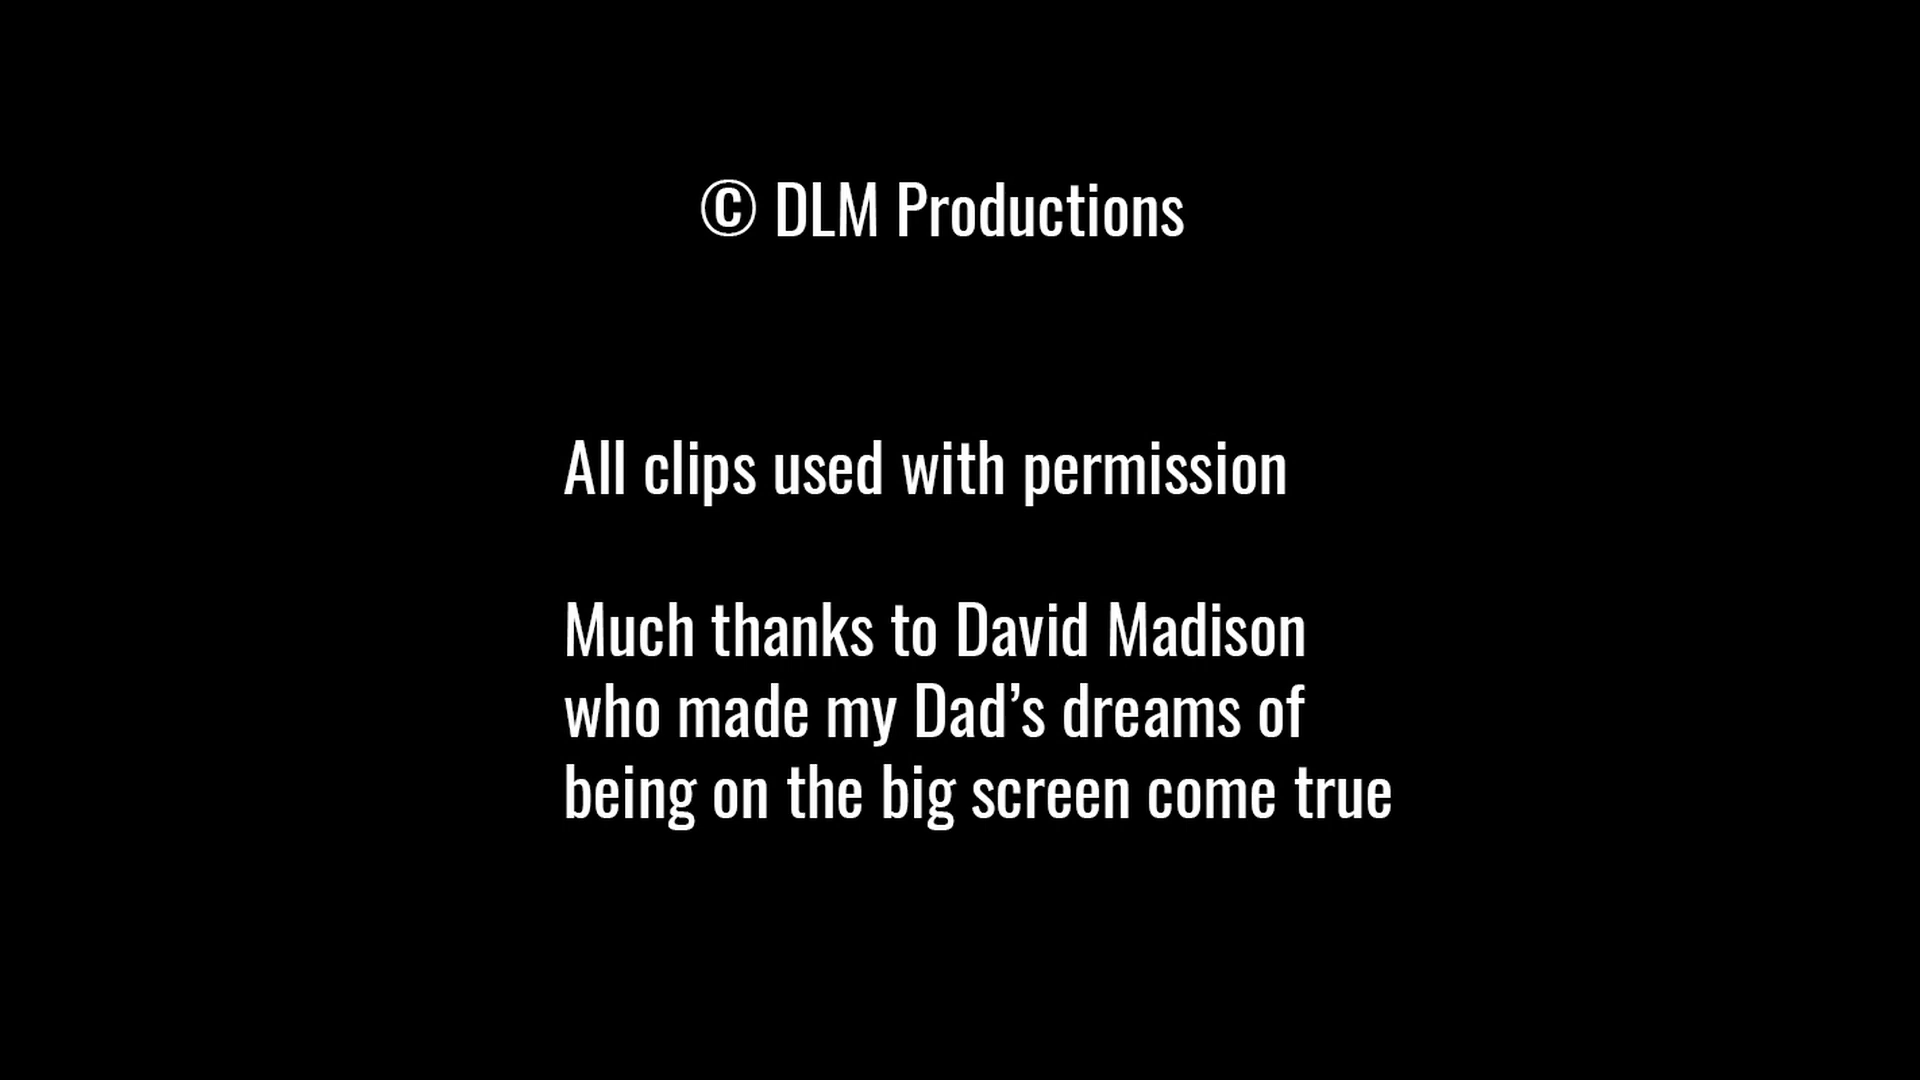 © DLM Productions
All clips used with permission
Much thanks to David Madison
who made my Dad’s dreams of
being on the big screen come true